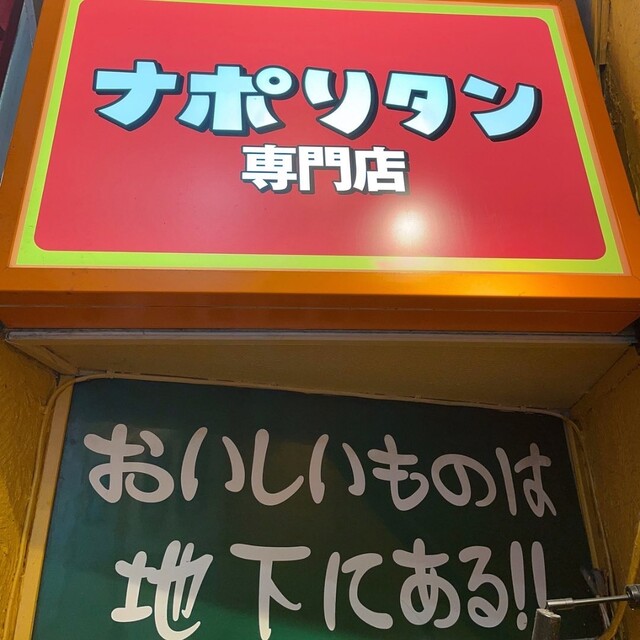 ナポリタン
専門店
おいしいものは
地下にある!!